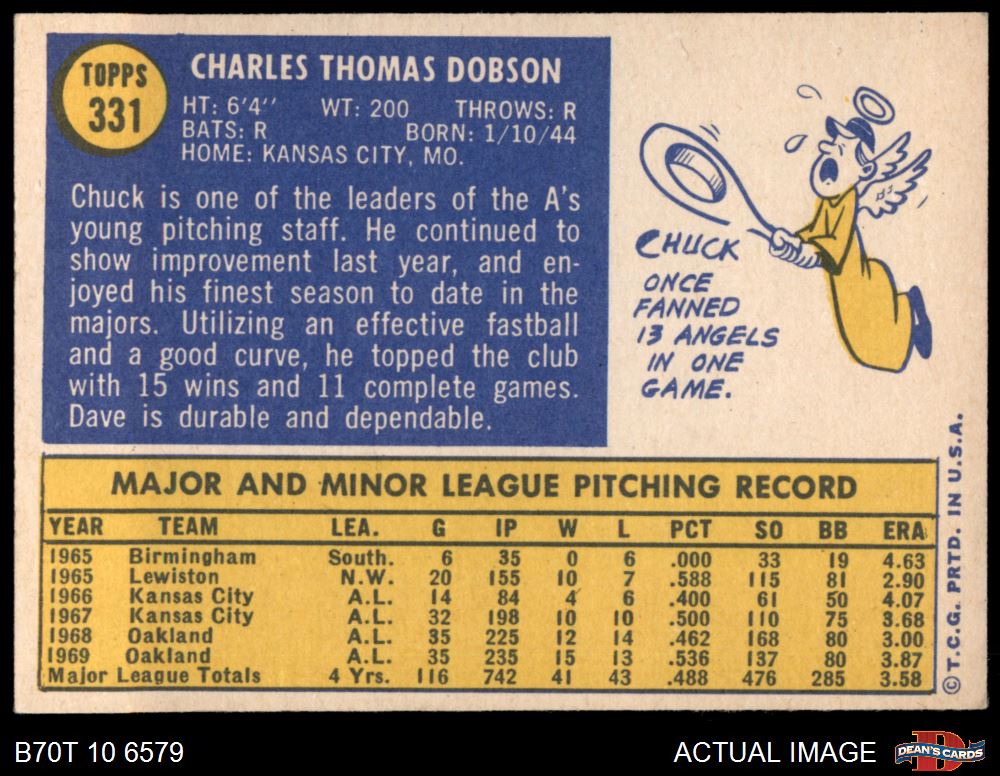 TOPPS
331
CHARLES THOMAS DOBSON
HT: 6'4" WT: 200 THROWS: R
BATS: R BORN: 1/10/44
HOME: KANSAS CITY, MO.
Chuck is one of the leaders of the A's
young pitching staff. He continued to
show improvement last year, and en-
joyed his finest season to date in the
majors. Utilizing an effective fastball
and a good curve, he topped the club
with 15 wins and 11 complete games.
Dave is durable and dependable.
CHUCK
ONCE
FANNED
13 ANGELS
IN ONE
GAME.
MAJOR AND MINOR LEAGUE PITCHING RECORD
YEAR TEAM LEA. G IP W L PCT SO BB ERA
1965 Birmingham South. 6 35 0 6 .000 33 19 4.63
1965 Lewiston N.W. 20 155 10 7 .588 115 81 2.90
1966 Kansas City A.L. 14 84 4 6 .400 61 50 4.07
1967 Kansas City A.L. 32 198 10 10 .500 110 75 3.68
1968 Oakland A.L. 35 225 12 14 .462 168 80 3.00
1969 Oakland A.L. 35 235 15 13 .536 137 80 3.87
Major League Totals 4 Yrs. 116 742 41 43 .488 476 285 3.58
© T.C.G. PRTD. IN U.S.A.
B70T 10 6579
ACTUAL IMAGE
D
DEAN'S CARDS